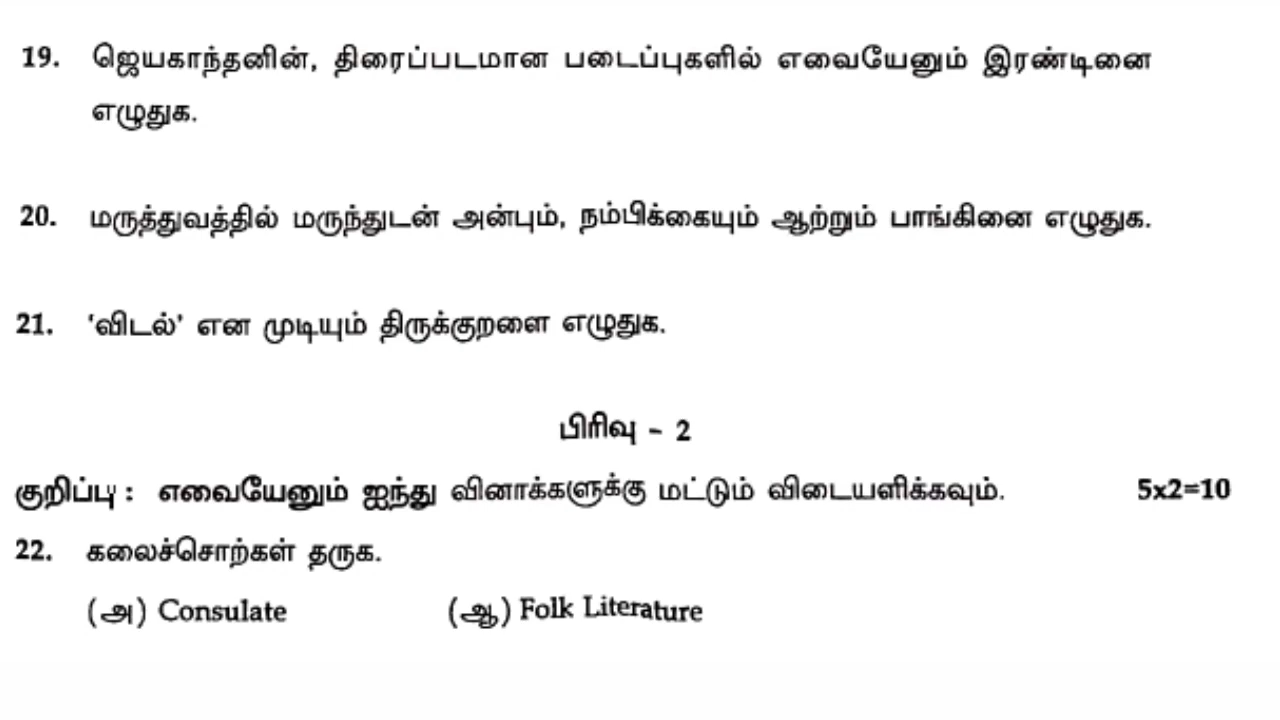 19. ஜெயகாந்தனின், திரைப்படமான படைப்புகளில் எவையேனும் இரண்டினை
எழுதுக.
20. மருத்துவத்தில் மருந்துடன் அன்பும், நம்பிக்கையும் ஆற்றும் பாங்கினை எழுதுக.
21. ‘விடல்’ என முடியும் திருக்குறளை எழுதுக.
பிரிவு - 2
குறிப்பு : எவையேனும் ஐந்து வினாக்களுக்கு மட்டும் விடையளிக்கவும். 5x2=10
22. கலைச்சொற்கள் தருக.
(அ) Consulate (ஆ) Folk Literature